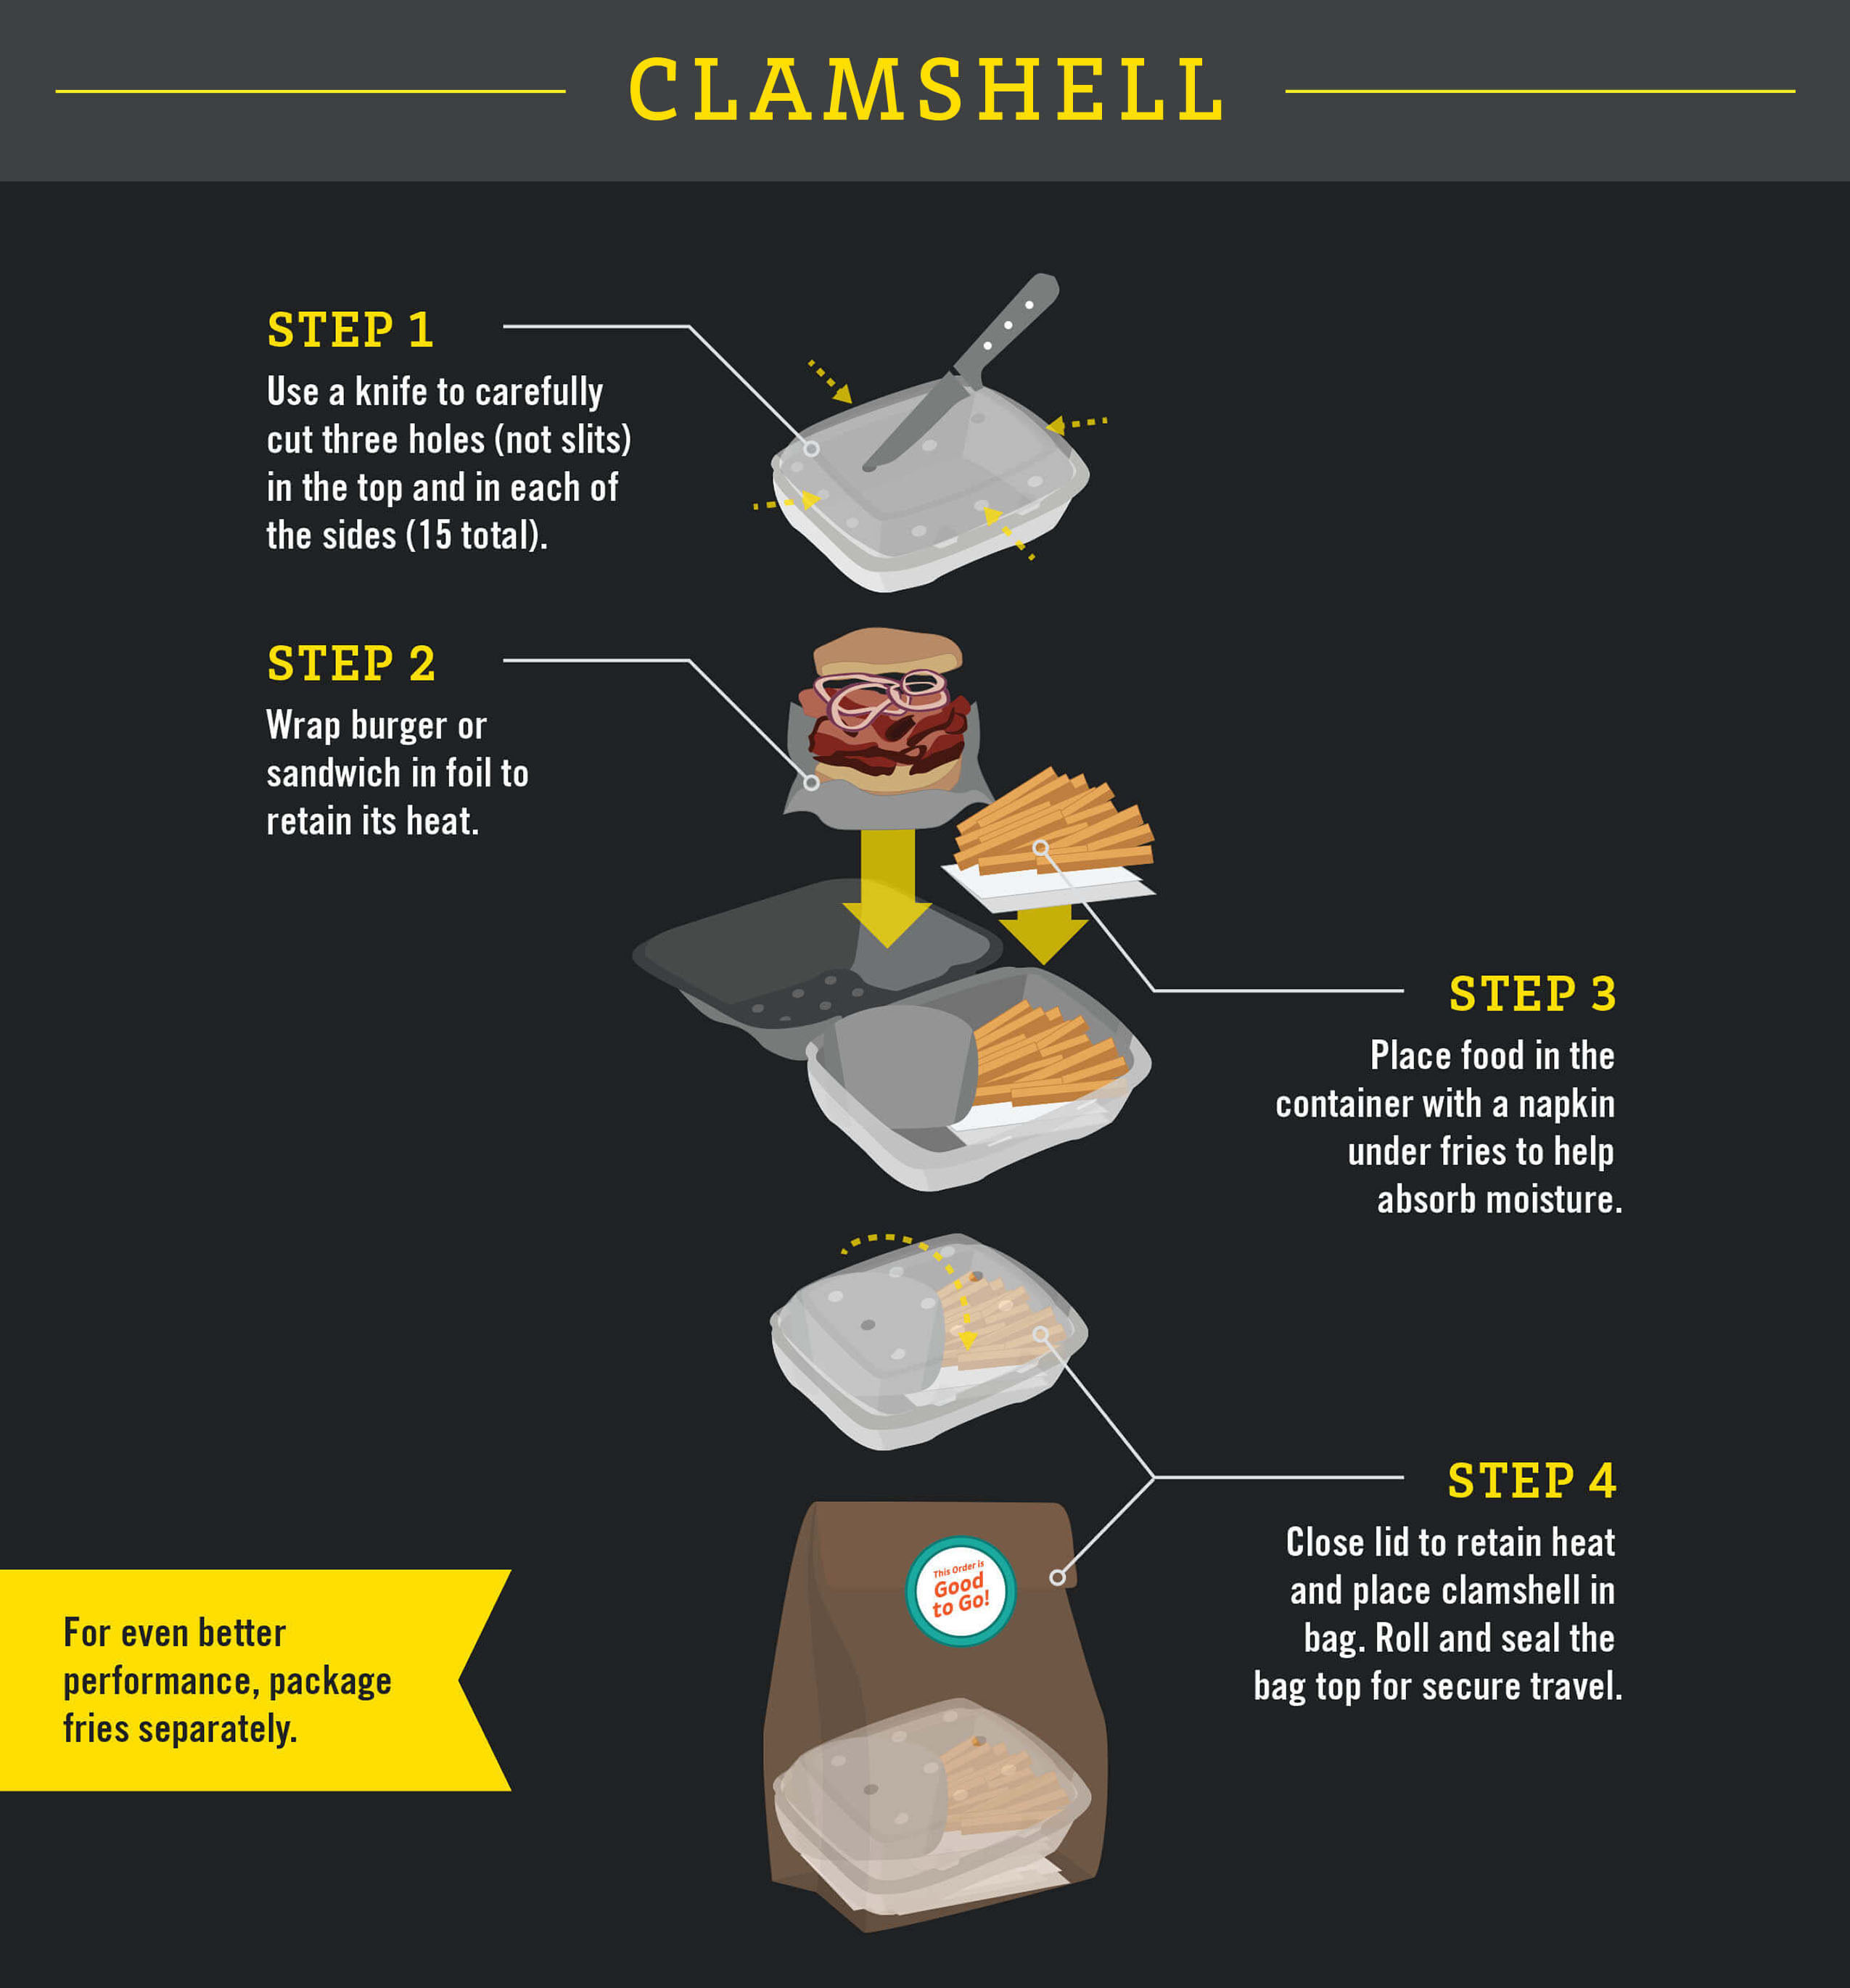 CLAMSHELL
STEP 1
Use a knife to carefully
cut three holes (not slits)
in the top and in each of
the sides (15 total).
STEP 2
Wrap burger or
sandwich in foil to
retain its heat.
STEP 3
Place food in the
container with a napkin
under fries to help
absorb moisture.
STEP 4
Close lid to retain heat
and place clamshell in
bag. Roll and seal the
bag top for secure travel.
This Order is
Good
to Go!
For even better
performance, package
fries separately.